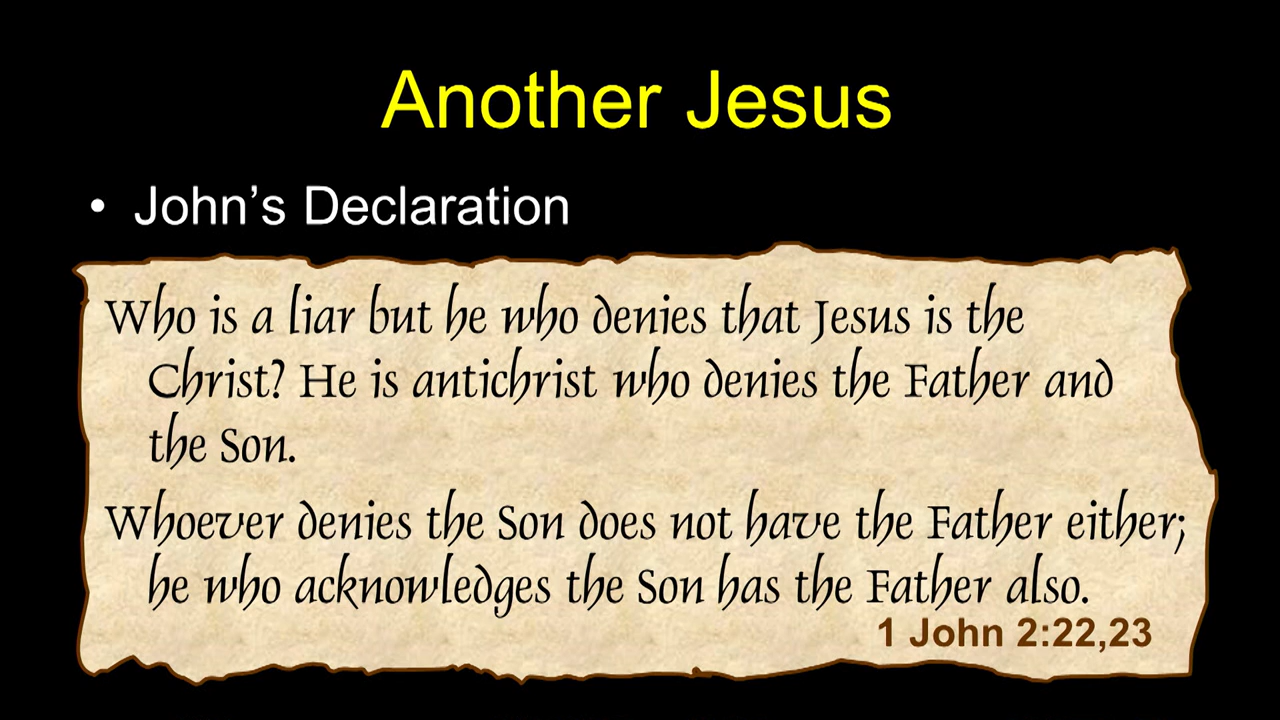 Another Jesus
• John’s Declaration
Who is a liar but he who denies that Jesus is the
Christ? He is antichrist who denies the Father and
the Son.
Whoever denies the Son does not have the Father either;
he who acknowledges the Son has the Father also.
1 John 2:22,23